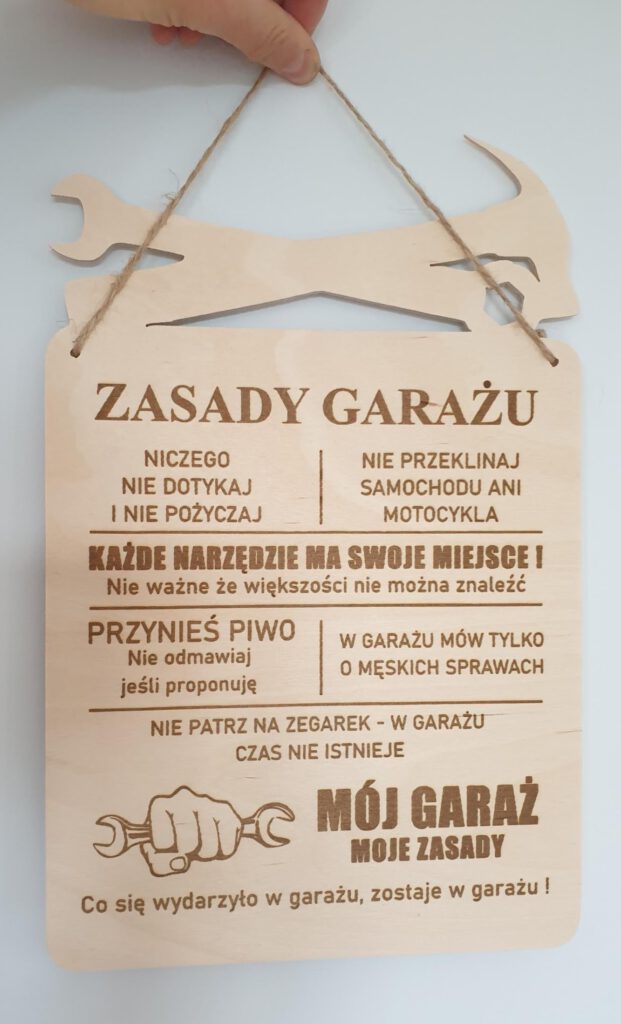 ZASADY GARAŻU
NICZEGO
NIE DOTYKAJ
I NIE POŻYCZAJ
NIE PRZEKLINAJ
SAMOCHODU ANI
MOTOCYKLA
KAŻDE NARZĘDZIE MA SWOJE MIEJSCE !
Nie ważne że większości nie można znaleźć
PRZYNIEŚ PIWO
Nie odmawiaj
jeśli proponuję
W GARAŻU MÓW TYLKO
O MĘSKICH SPRAWACH
NIE PATRZ NA ZEGAREK - W GARAŻU
CZAS NIE ISTNIEJE
MÓJ GARAŻ
MOJE ZASADY
Co się wydarzyło w garażu, zostaje w garażu !